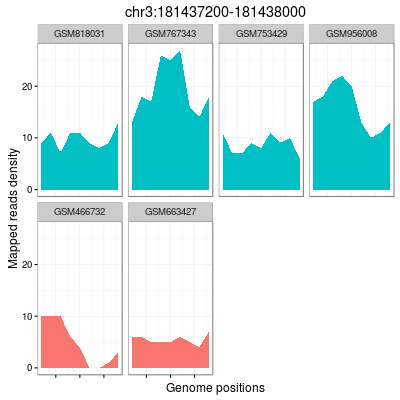 chr3:181437200-181438000
GSM818031 GSM767343 GSM753429 GSM956008
20
10
0
GSM466732 GSM663427
20
10
0
Mapped reads density
Genome positions